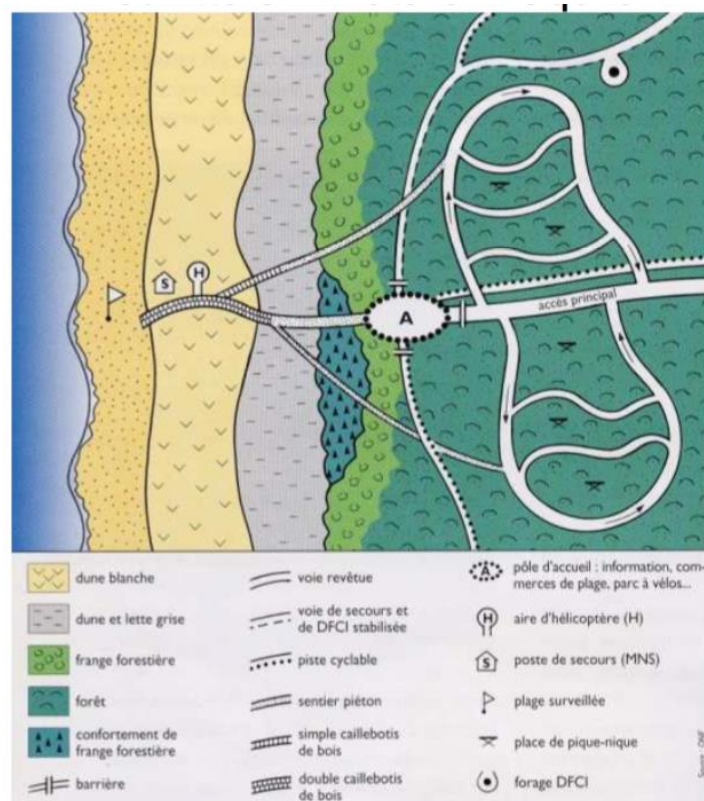 H
S
A
accès principal
dune blanche
dune et lette grise
frange forestière
forêt
confortement de
frange forestière
barrière
voie revêtue
voie de secours et
de DFCI stabilisée
piste cyclable
sentier piéton
simple caillebotis
de bois
double caillebotis
de bois
A
pôle d'accueil : information, com-
merces de plage, parc à vélos...
H
aire d'hélicoptère (H)
S
poste de secours (MNS)
plage surveillée
place de pique-nique
forage DFCI